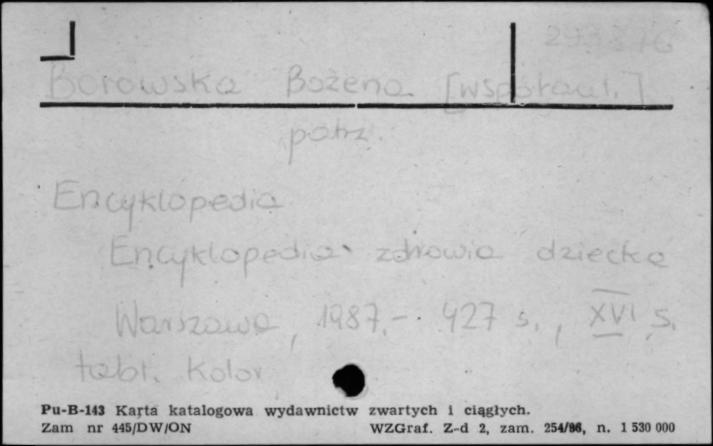 293876
Borowska Bożena [współaut.]
patrz.
Encyklopedia
Encyklopedia zdrowia dziecka
Warszawa, 1987.- 427 s., XVI s.
tabl. kolor
Pu-B-143 Karta katalogowa wydawnictw zwartych i ciągłych.
Zam nr 445/DW/ON WZGraf. Z-d 2, zam. 254/86, n. 1 530 000